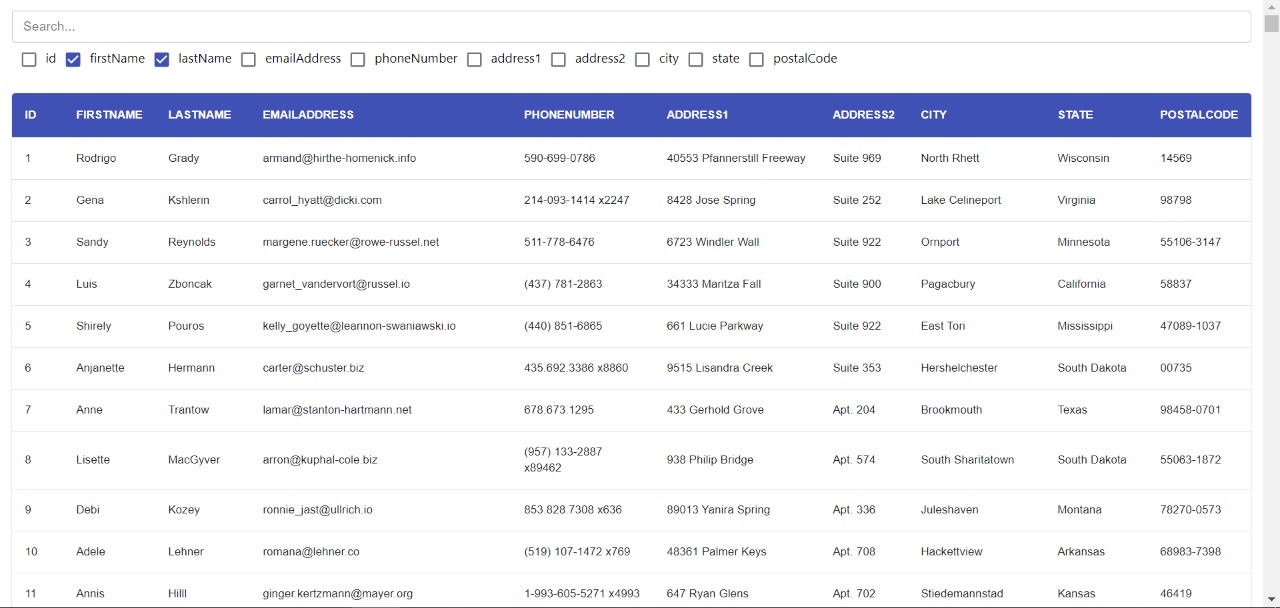 Search...
id firstName lastName emailAddress phoneNumber address1 address2 city state postalCode
ID FIRSTNAME LASTNAME EMAILADDRESS PHONENUMBER ADDRESS1 ADDRESS2 CITY STATE POSTALCODE
1 Rodrigo Grady armand@hirthe-homenick.info 590-699-0786 40553 Pfannerstill Freeway Suite 969 North Rhett Wisconsin 14569
2 Gena Kshlerin carrol_hyatt@dicki.com 214-093-1414 x2247 8428 Jose Spring Suite 252 Lake Celineport Virginia 98798
3 Sandy Reynolds margene.ruecker@rowe-russel.net 511-778-6476 6723 Windler Wall Suite 922 Ornport Minnesota 55106-3147
4 Luis Zboncak garnet_vandervort@russel.io (437) 781-2863 34333 Maritza Fall Suite 900 Pagacbury California 58837
5 Shirely Pouros kelly_goyette@leannon-swaniawski.io (440) 851-6865 661 Lucie Parkway Suite 922 East Tori Mississippi 47089-1037
6 Anjanette Hermann carter@schuster.biz 435.692.3386 x8860 9515 Lisandra Creek Suite 353 Hershelchester South Dakota 00735
7 Anne Trantow lamar@stanton-hartmann.net 678.673.1295 433 Gerhold Grove Apt. 204 Brookmouth Texas 98458-0701
8 Lisette MacGyver arron@kuphal-cole.biz (957) 133-2887 x89462 938 Philip Bridge Apt. 574 South Sharitatown South Dakota 55063-1872
9 Debi Kozey ronnie_jast@ullrich.io 853.828.7308 x636 89013 Yanira Spring Apt. 336 Juleshaven Montana 78270-0573
10 Adele Lehner romana@lehner.co (519) 107-1472 x769 48361 Palmer Keys Apt. 708 Hackettview Arkansas 68983-7398
11 Annis Hilll ginger.kertzmann@mayer.org 1-993-605-5271 x4993 647 Ryan Glens Apt. 702 Stiedemannstad Kansas 46419